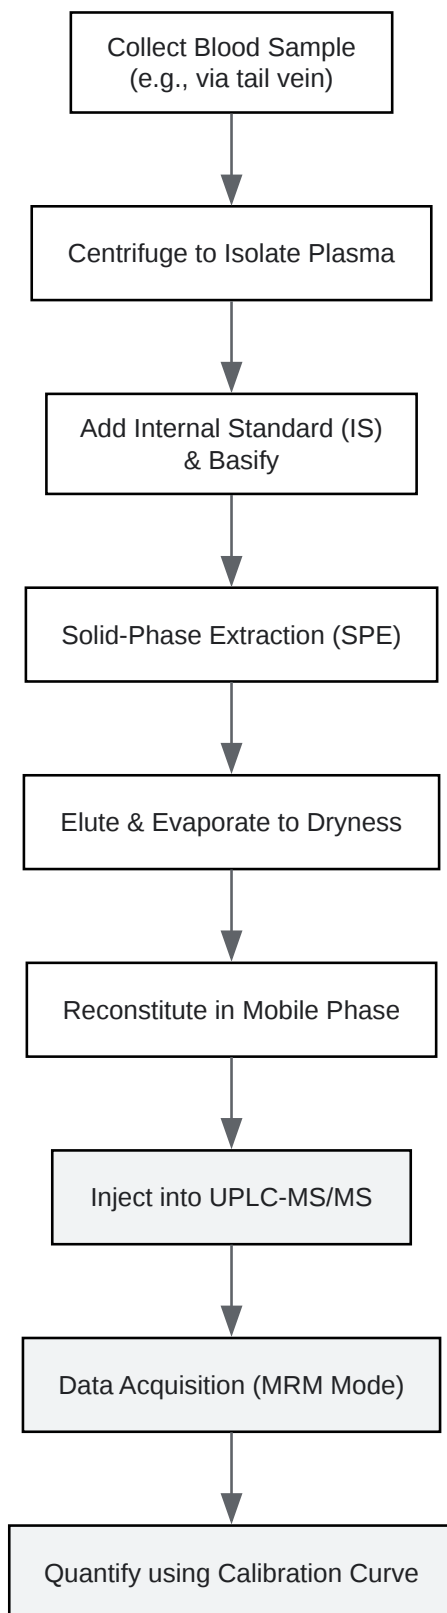 Collect Blood Sample
(e.g., via tail vein)
Centrifuge to Isolate Plasma
Add Internal Standard (IS)
& Basify
Solid-Phase Extraction (SPE)
Elute & Evaporate to Dryness
Reconstitute in Mobile Phase
Inject into UPLC-MS/MS
Data Acquisition (MRM Mode)
Quantify using Calibration Curve